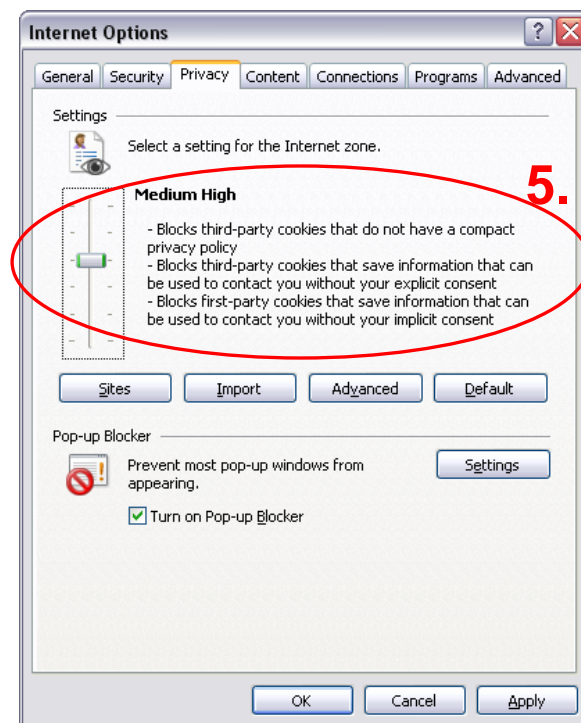 Internet Options
General Security Privacy Content Connections Programs Advanced
Settings
Select a setting for the Internet zone.
5.
Medium High
- Blocks third-party cookies that do not have a compact
privacy policy
- Blocks third-party cookies that save information that can
be used to contact you without your explicit consent
- Blocks first-party cookies that save information that can
be used to contact you without your implicit consent
Sites Import Advanced Default
Pop-up Blocker
Prevent most pop-up windows from
appearing.
Settings
Turn on Pop-up Blocker
OK Cancel Apply